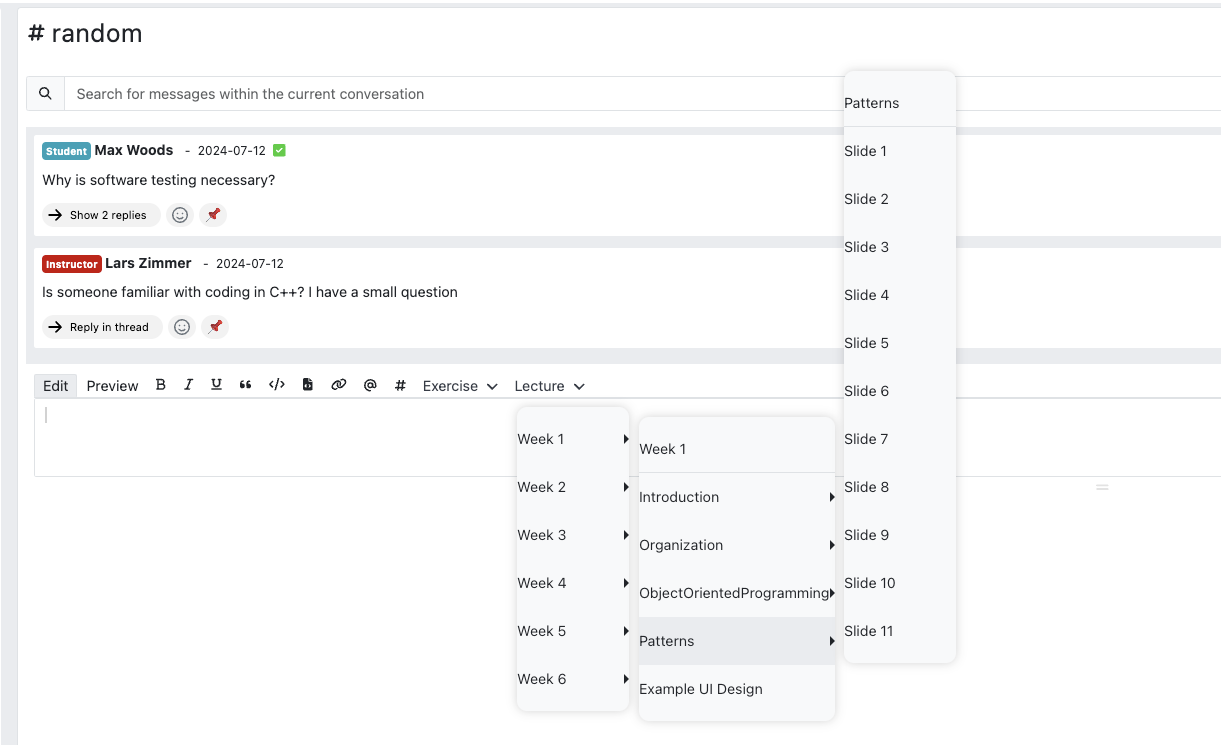 # random
Search for messages within the current conversation
Student Max Woods - 2024-07-12
Why is software testing necessary?
Show 2 replies
Instructor Lars Zimmer - 2024-07-12
Is someone familiar with coding in C++? I have a small question
Reply in thread
Edit Preview B I U “ </> @ # Exercise Lecture
Week 1
Week 2
Week 3
Week 4
Week 5
Week 6
Week 1
Introduction
Organization
ObjectOrientedProgramming
Patterns
Example UI Design
Patterns
Slide 1
Slide 2
Slide 3
Slide 4
Slide 5
Slide 6
Slide 7
Slide 8
Slide 9
Slide 10
Slide 11